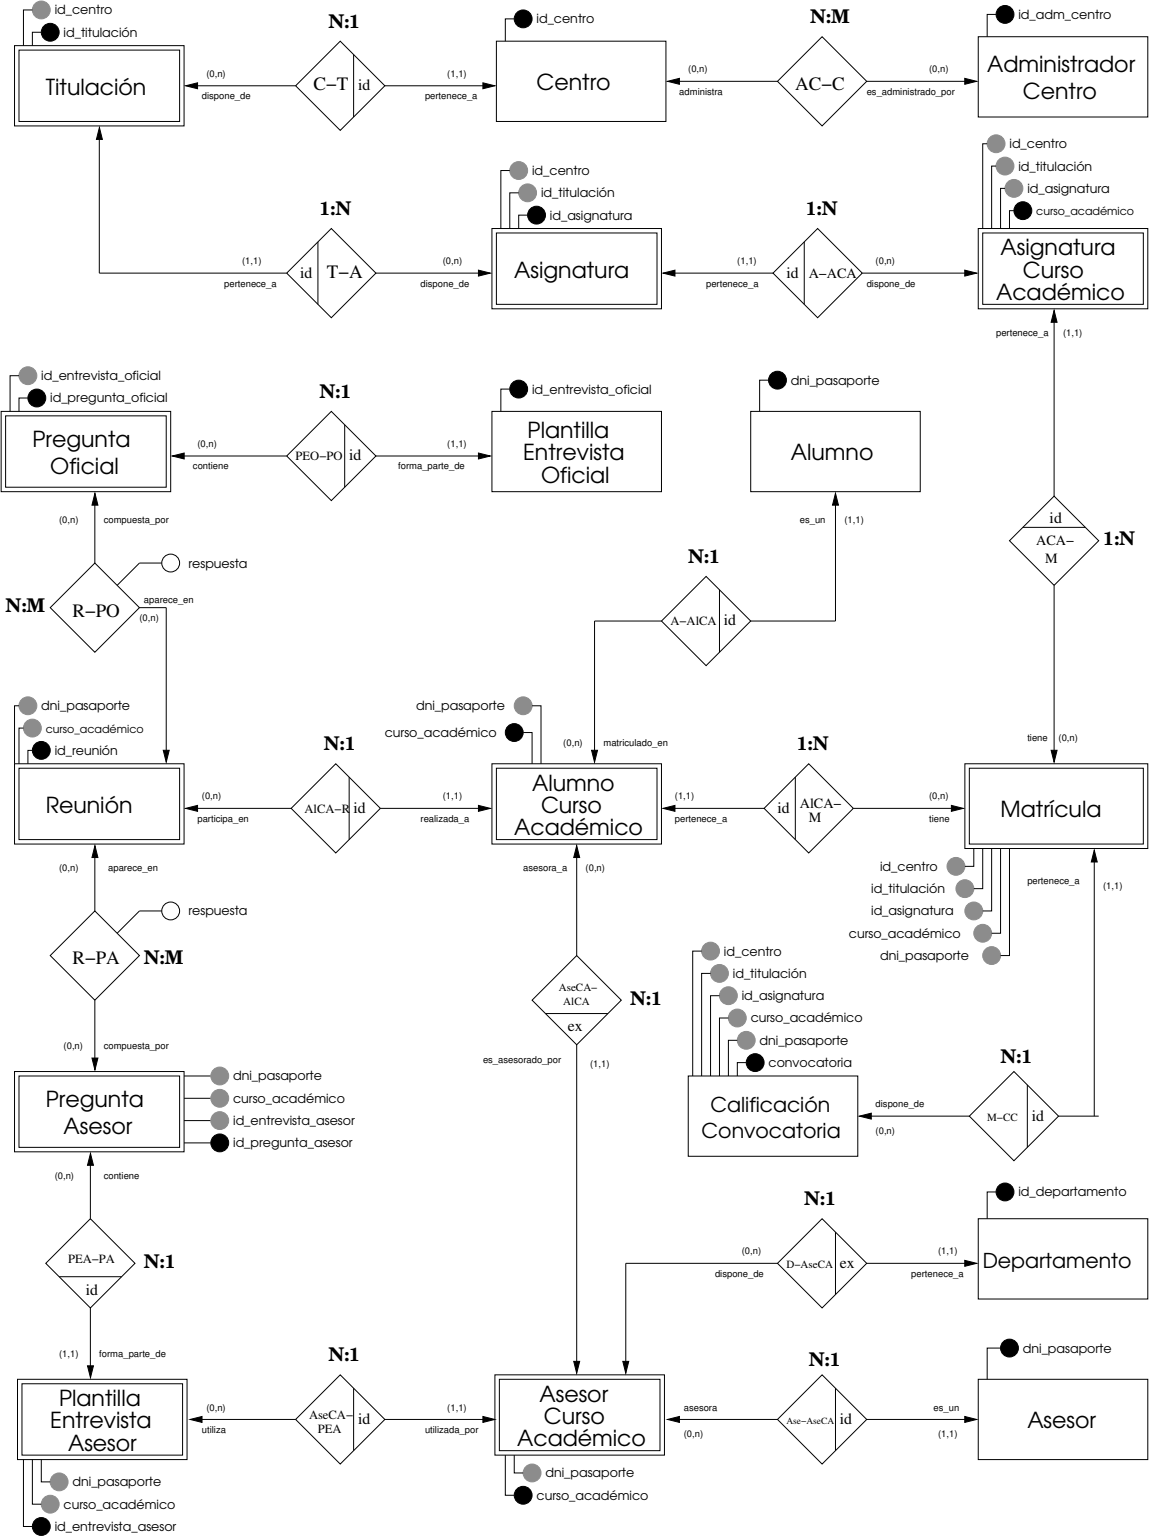 id_centro
id_titulación
Titulación
(0,n)
dispone_de
N:1
C–T
id
(1,1)
pertenece_a
id_centro
Centro
(0,n)
administra
N:M
AC–C
(0,n)
es_administrado_por
id_adm_centro
Administrador
Centro
1:N
id
T–A
(1,1)
pertenece_a
(0,n)
dispone_de
id_centro
id_titulación
id_asignatura
Asignatura
(1,1)
pertenece_a
1:N
id
A–ACA
(0,n)
dispone_de
id_centro
id_titulación
id_asignatura
curso_académico
Asignatura
Curso
Académico
pertenece_a
(1,1)
id_entrevista_oficial
id_pregunta_oficial
Pregunta
Oficial
(0,n)
contiene
N:1
PEO–PO
id
(1,1)
forma_parte_de
id_entrevista_oficial
Plantilla
Entrevista
Oficial
dni_pasaporte
Alumno
es_un
(1,1)
id
ACA–
M
1:N
(0,n)
compuesta_por
respuesta
N:M
R–PO
aparece_en
(0,n)
N:1
A–AlCA
id
dni_pasaporte
curso_académico
id_reunión
Reunión
(0,n)
participa_en
N:1
AlCA–R
id
(1,1)
realizada_a
dni_pasaporte
curso_académico
(0,n)
matriculado_en
Alumno
Curso
Académico
(1,1)
pertenece_a
1:N
id
AlCA–
M
(0,n)
tiene
tiene
(0,n)
Matrícula
(0,n)
aparece_en
respuesta
R–PA
N:M
(0,n)
compuesta_por
asesora_a
(0,n)
AseCA–
AlCA
ex
N:1
es_asesorado_por
(1,1)
id_centro
id_titulación
id_asignatura
curso_académico
dni_pasaporte
pertenece_a
(1,1)
id_centro
id_titulación
id_asignatura
curso_académico
dni_pasaporte
convocatoria
Calificación
Convocatoria
dispone_de
(0,n)
N:1
M–CC
id
Pregunta
Asesor
dni_pasaporte
curso_académico
id_entrevista_asesor
id_pregunta_asesor
(0,n)
contiene
PEA–PA
id
N:1
(1,1)
forma_parte_de
(0,n)
dispone_de
N:1
D–AseCA
ex
(1,1)
pertenece_a
id_departamento
Departamento
Plantilla
Entrevista
Asesor
(0,n)
utiliza
N:1
AseCA–
PEA
id
(1,1)
utilizada_por
Asesor
Curso
Académico
asesora
(0,n)
N:1
Ase–AseCA
id
es_un
(1,1)
dni_pasaporte
Asesor
dni_pasaporte
curso_académico
id_entrevista_asesor
dni_pasaporte
curso_académico